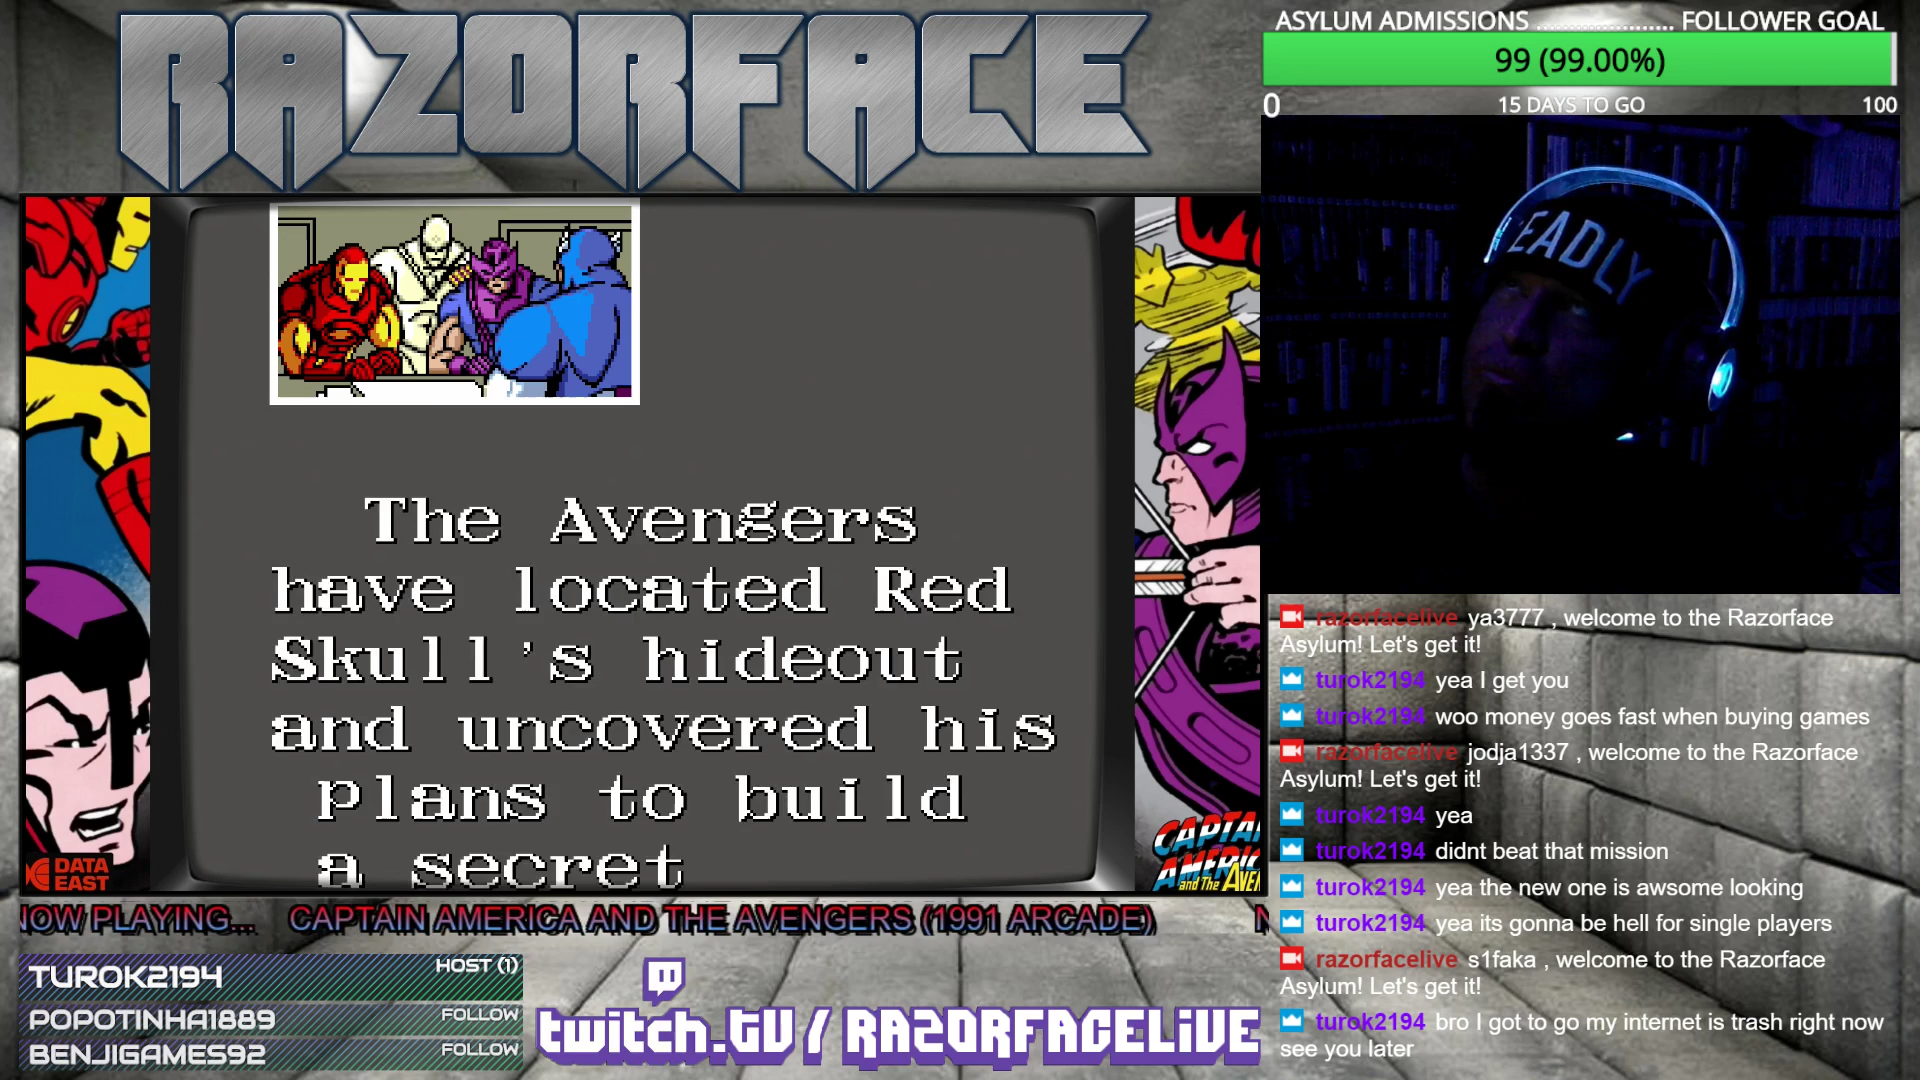 RAZORFACE
ASYLUM ADMISSIONS .................... FOLLOWER GOAL
99 (99.00%)
0 15 DAYS TO GO 100
DEADLY
The Avengers
have located Red
Skull's hideout
and uncovered his
plans to build
a secret
DATA
EAST
CAPTAI
AMERIC
and The AVEN
NOW PLAYING... CAPTAIN AMERICA AND THE AVENGERS (1991 ARCADE) N
TUROK2194 HOST (1)
POPOTINHA1889 FOLLOW
BENJIGAMES92 FOLLOW
twitch.TV / RAZORFACELIVE
razorfacelive ya3777 , welcome to the Razorface
Asylum! Let's get it!
turok2194 yea I get you
turok2194 woo money goes fast when buying games
razorfacelive jodja1337 , welcome to the Razorface
Asylum! Let's get it!
turok2194 yea
turok2194 didnt beat that mission
turok2194 yea the new one is awsome looking
turok2194 yea its gonna be hell for single players
razorfacelive s1faka , welcome to the Razorface
Asylum! Let's get it!
turok2194 bro I got to go my internet is trash right now
see you later